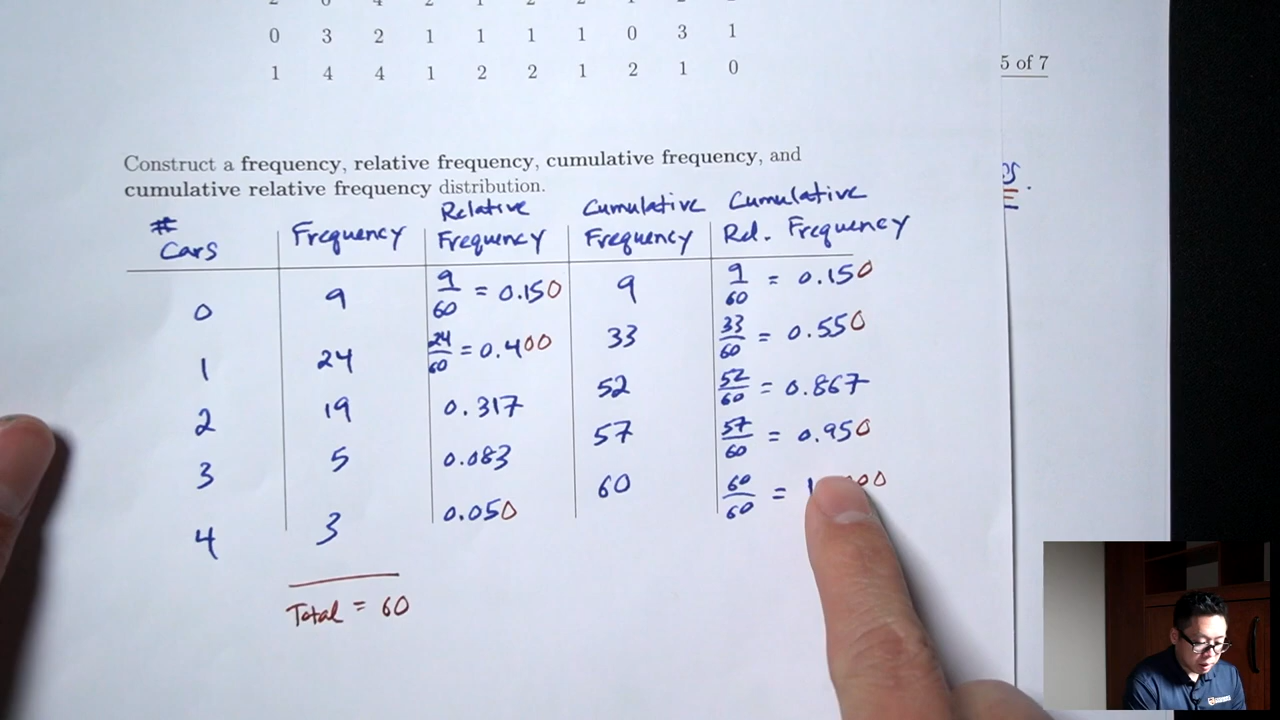 0 3 2 1 1 1 1 0 3 1
1 4 4 1 2 2 1 2 1 0
5 of 7
Construct a frequency, relative frequency, cumulative frequency, and
cumulative relative frequency distribution.
# Cars Frequency Relative Frequency Cumulative Frequency Cumulative Rel. Frequency
0 9 9/60 = 0.150 9 9/60 = 0.150
1 24 24/60 = 0.400 33 33/60 = 0.550
2 19 0.317 52 52/60 = 0.867
3 5 0.083 57 57/60 = 0.950
4 3 0.050 60 60/60 =
Total = 60